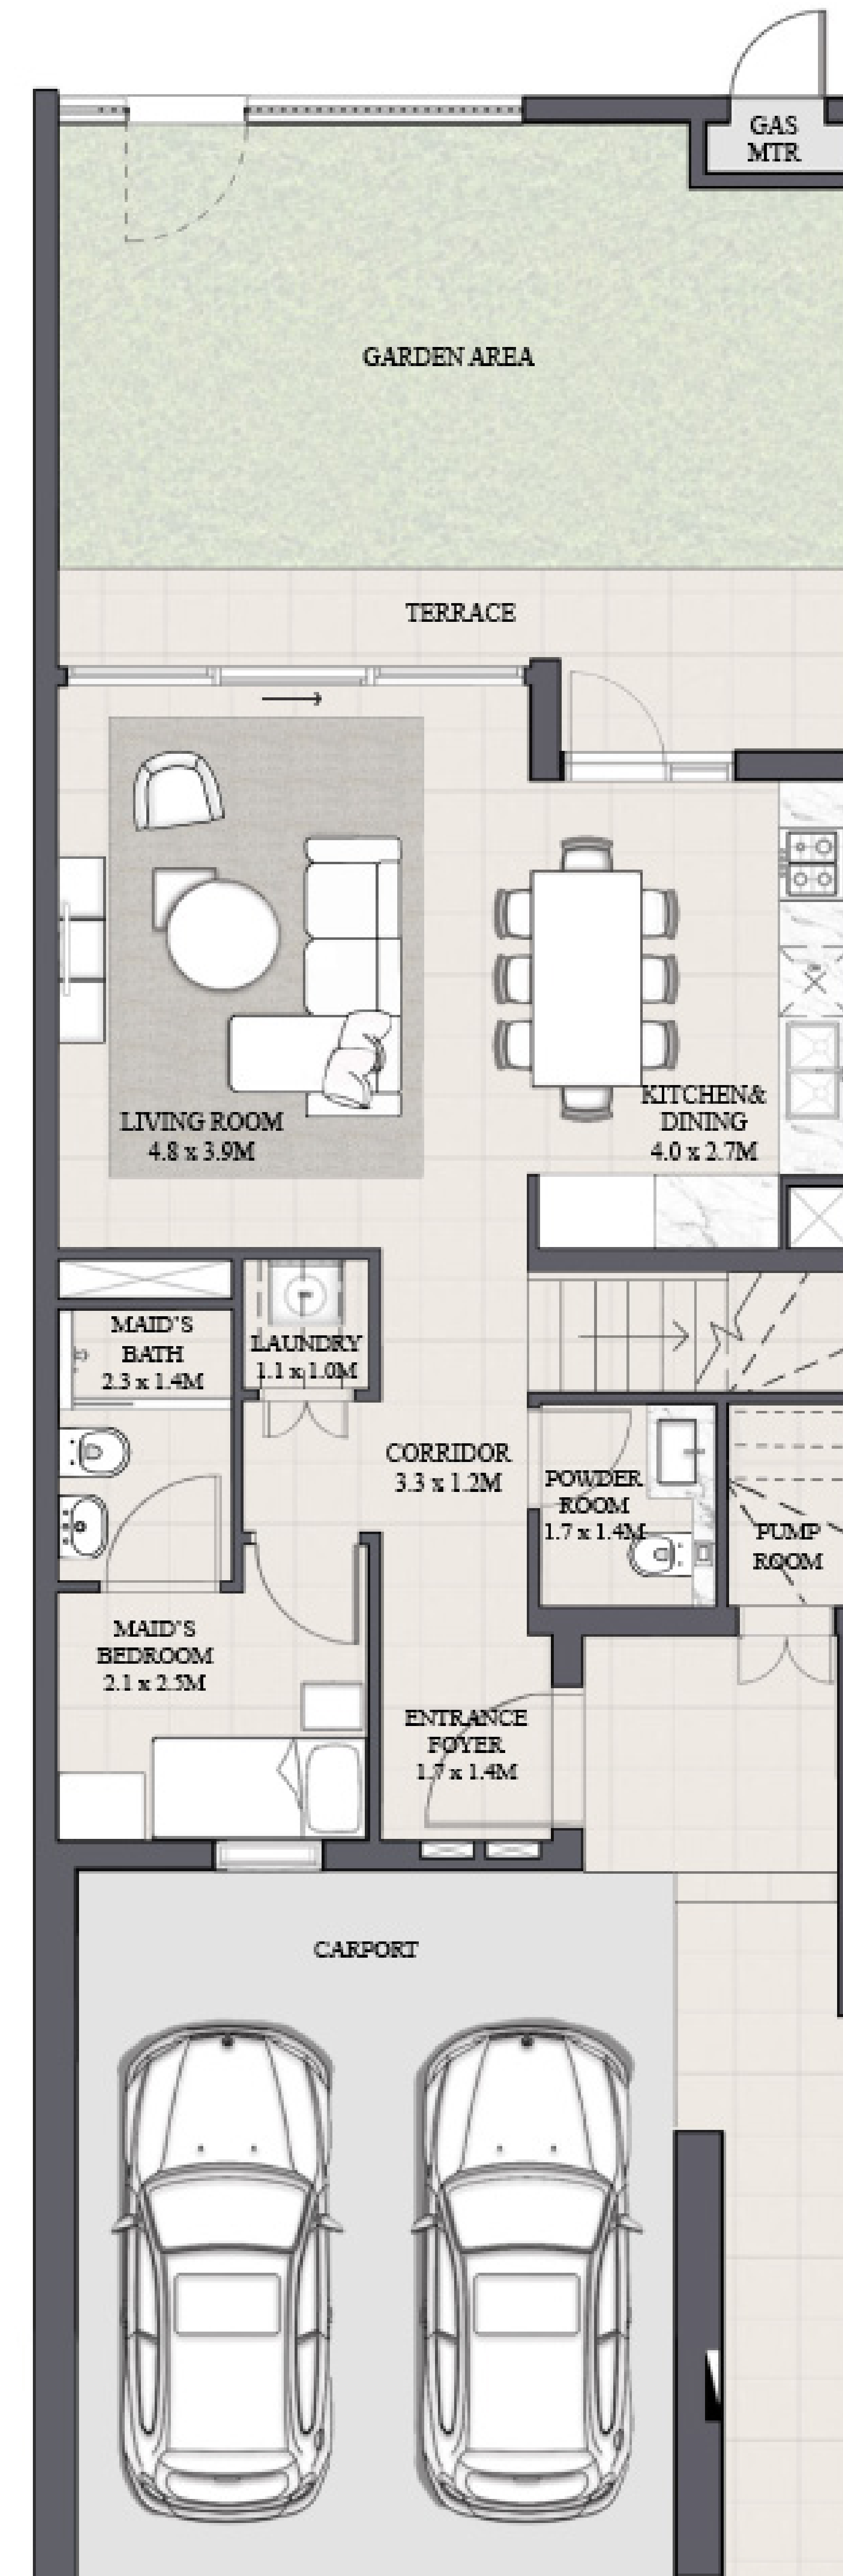 GAS
MTR
GARDEN AREA
TERRACE
KITCHEN&
DINING
4.0 x 2.7M
LIVING ROOM
4.8 x 3.9M
MAID'S
BATH
2.3 x 1.4M
LAUNDRY
1.1 x 1.0M
CORRIDOR
3.3 x 1.2M
POWDER
ROOM
1.7 x 1.4M
PUMP
ROOM
MAID'S
BEDROOM
2.1 x 2.5M
ENTRANCE
FOYER
1.7 x 1.4M
CARPORT